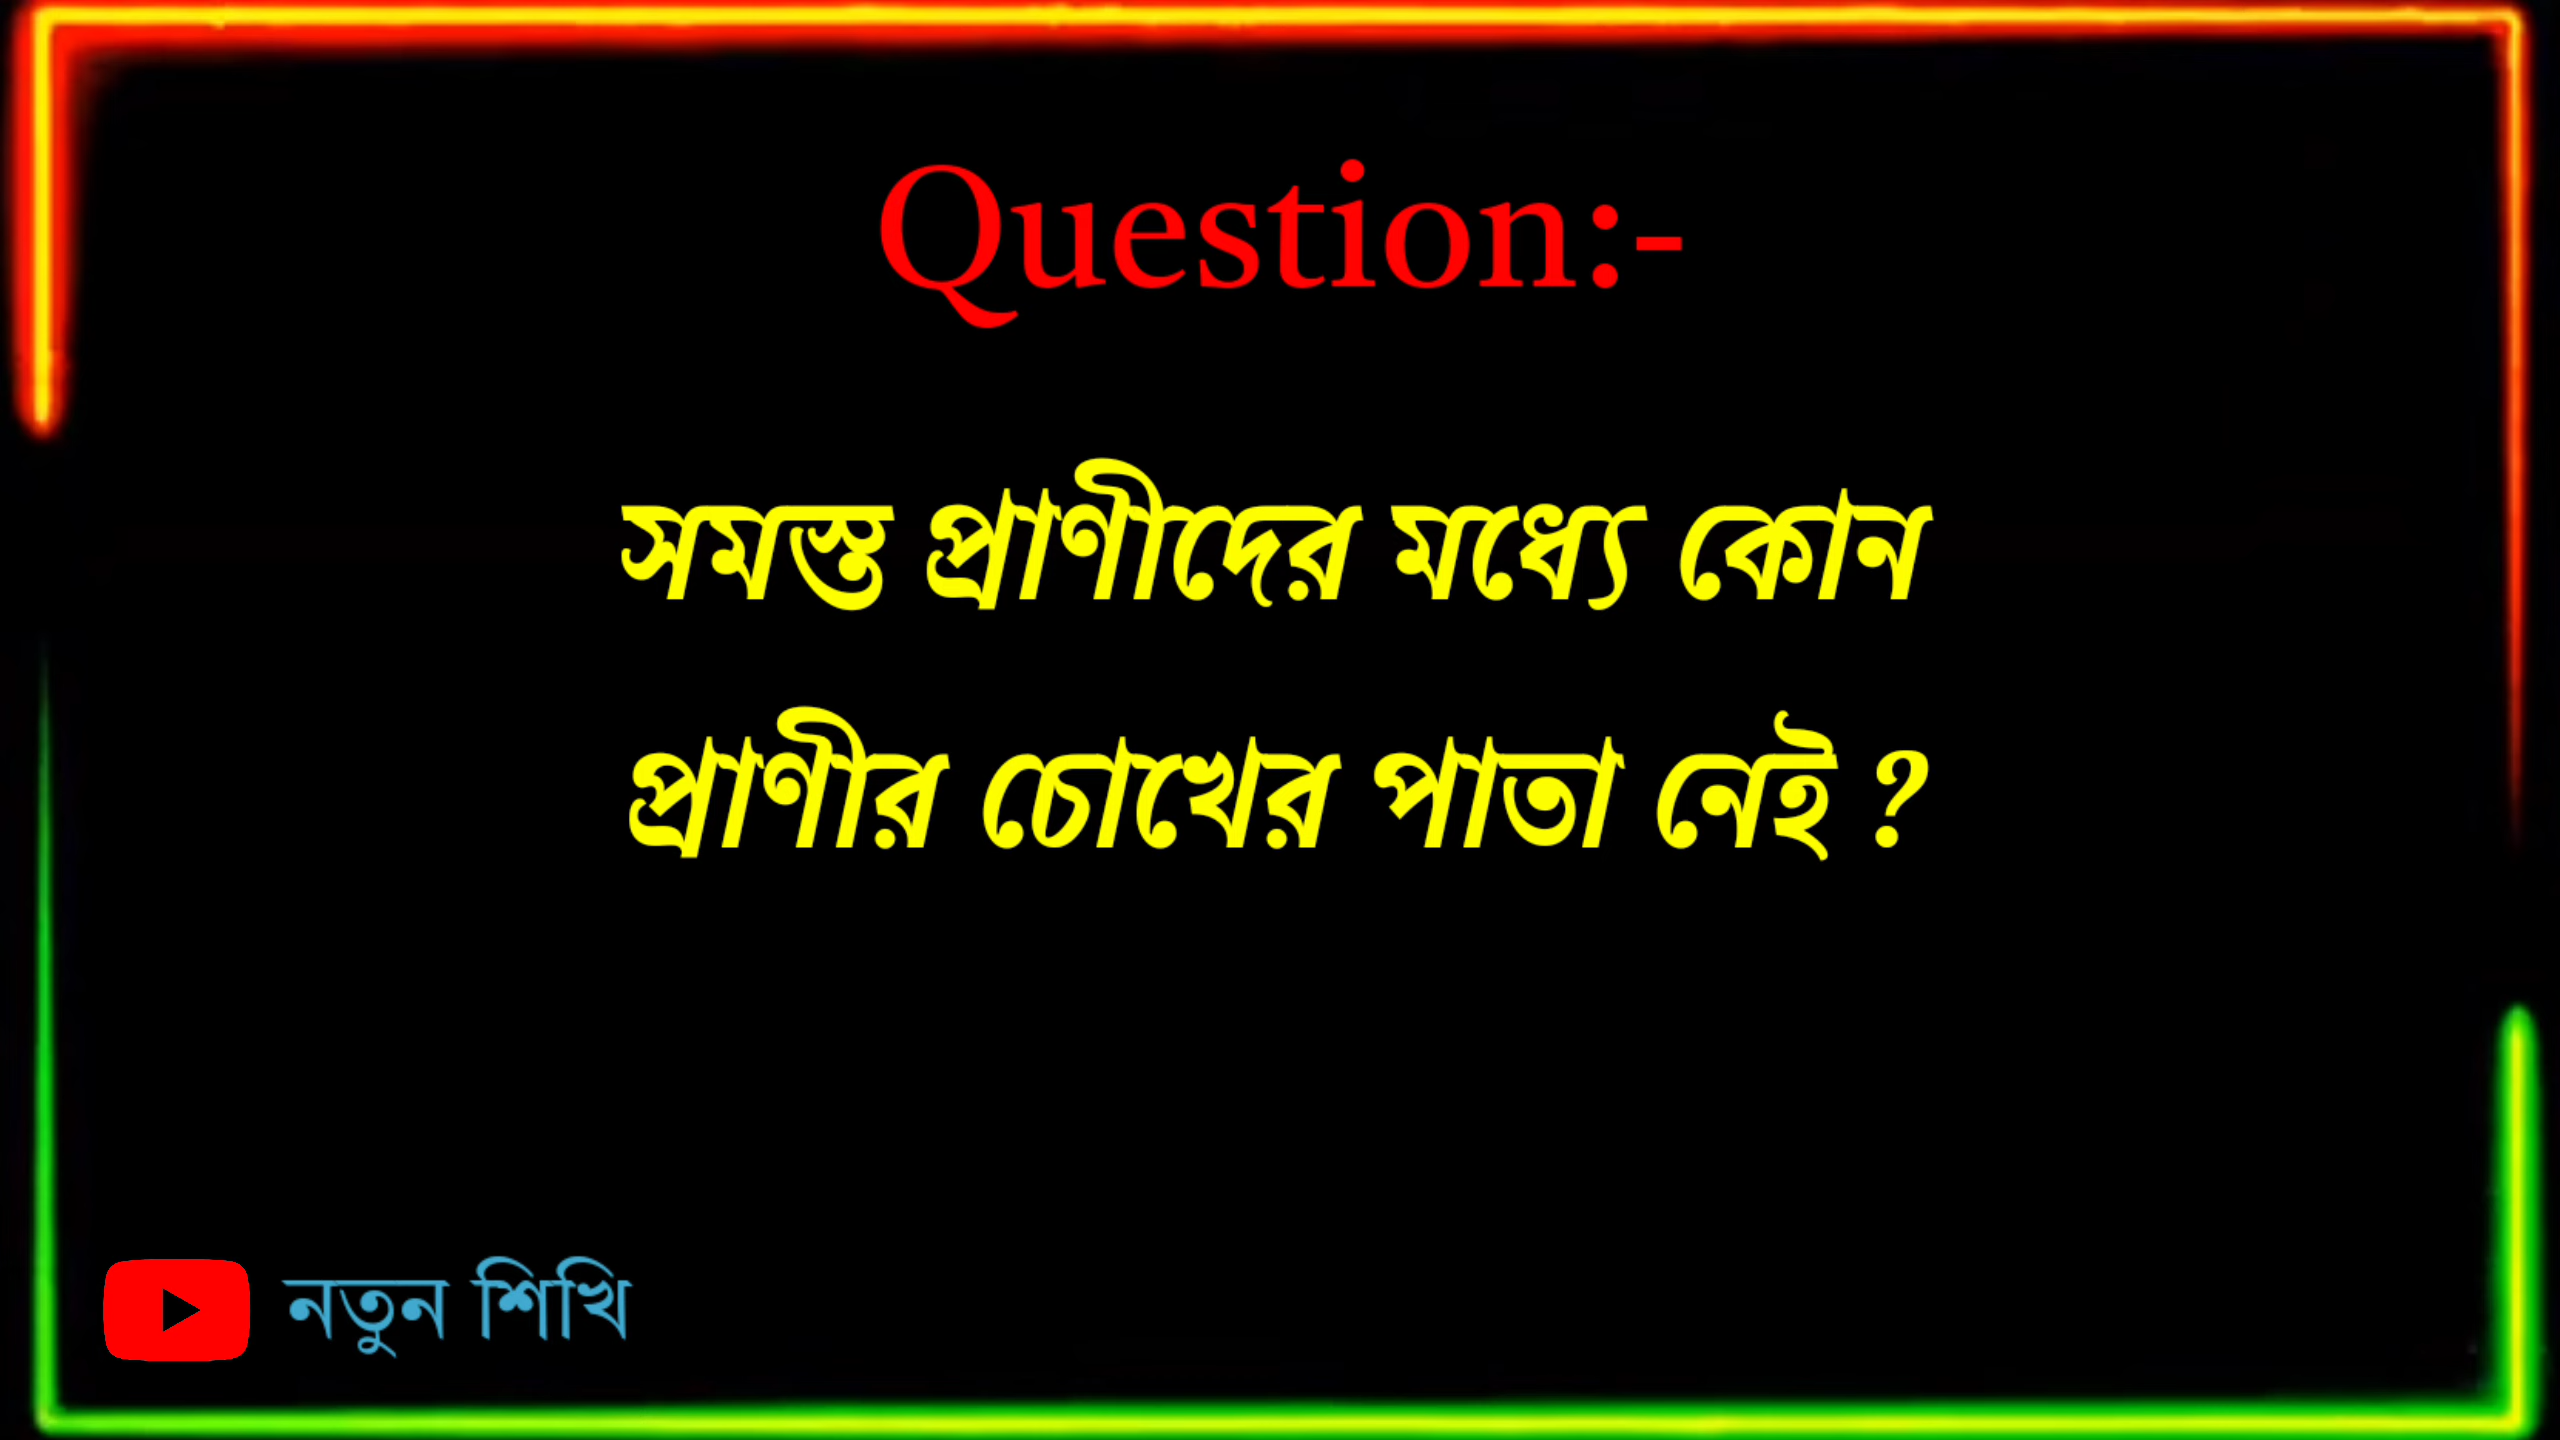 Question:-
সমস্ত প্রাণীদের মধ্যে কোন
প্রাণীর চোখের পাতা নেই ?
নতুন শিখি